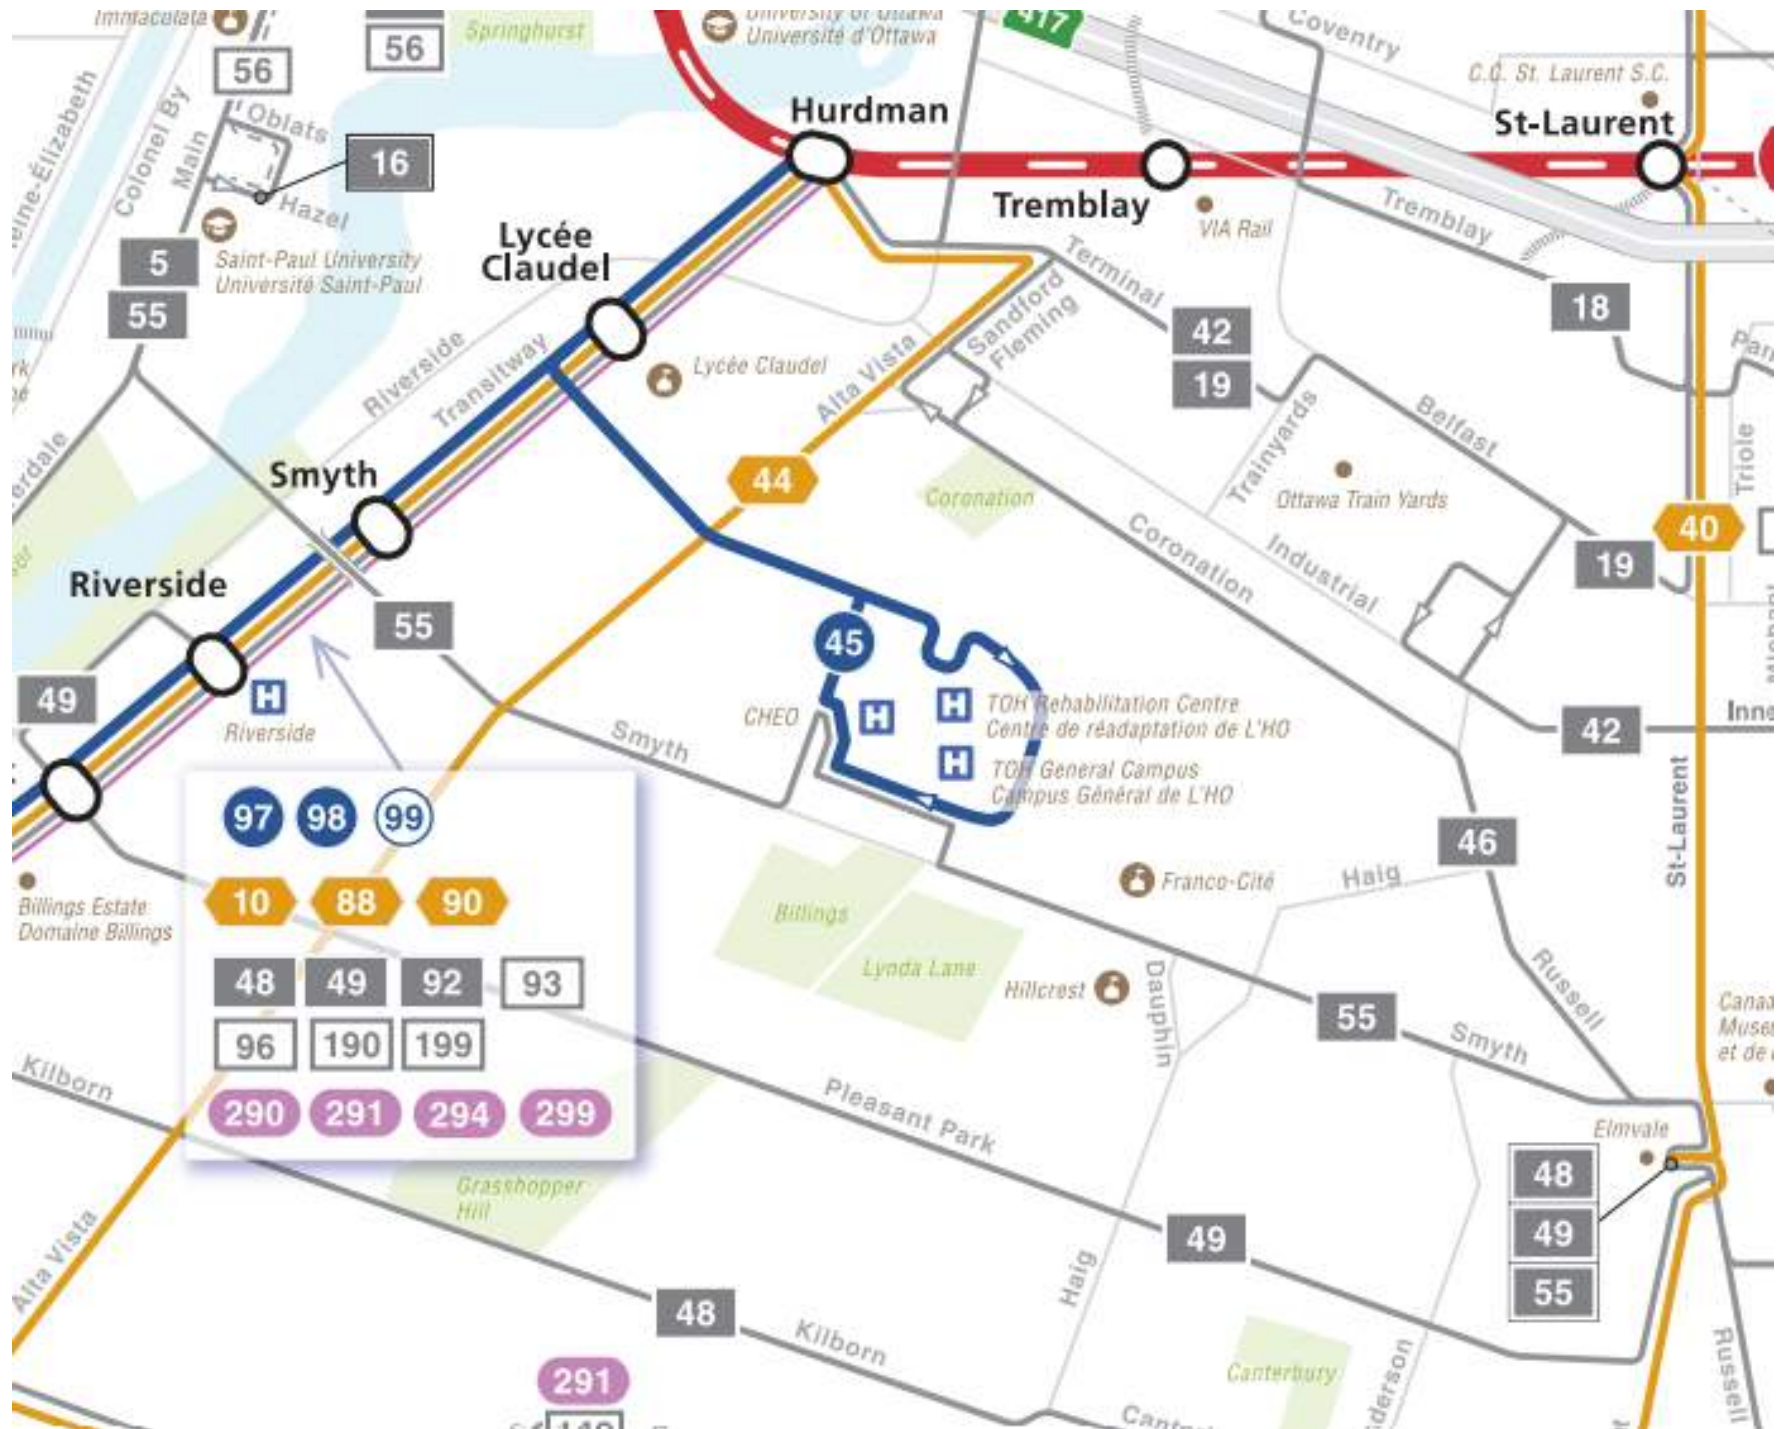 Immaculata
56
56
Springhurst
University of Ottawa
Université d'Ottawa
417
Coventry
C.C. St. Laurent S.C.
St-Laurent
Hurdman
Tremblay
VIA Rail
Tremblay
Colonel By
Main
Oblats
16
Hazel
Saint-Paul University
Université Saint-Paul
5
55
Lycée
Claudel
Riverside
Transitway
Lycée Claudel
Terminal
Sandford
Fleming
Alta Vista
42
19
18
Belfast
Trainyards
Ottawa Train Yards
Triole
Smyth
44
Coronation
Coronation
Industrial
40
19
Riverside
55
49
H
Riverside
45
CHEO
H
H
TOH Rehabilitation Centre
Centre de réadaptation de L'HO
H
TOH General Campus
Campus Général de L'HO
Smyth
42
Inne
St-Laurent
46
97 98 99
10 88 90
48 49 92 93
96 190 199
290 291 294 299
Billings Estate
Domaine Billings
Billings
Lynda Lane
Franco-Cité
Haig
Hillcrest
Dauphin
55
Smyth
Russell
Kilborn
Pleasant Park
Grasshopper
Hill
Alta Vista
Elmvale
48
49
55
49
Haig
48
Kilborn
291
Canterbury
Russell